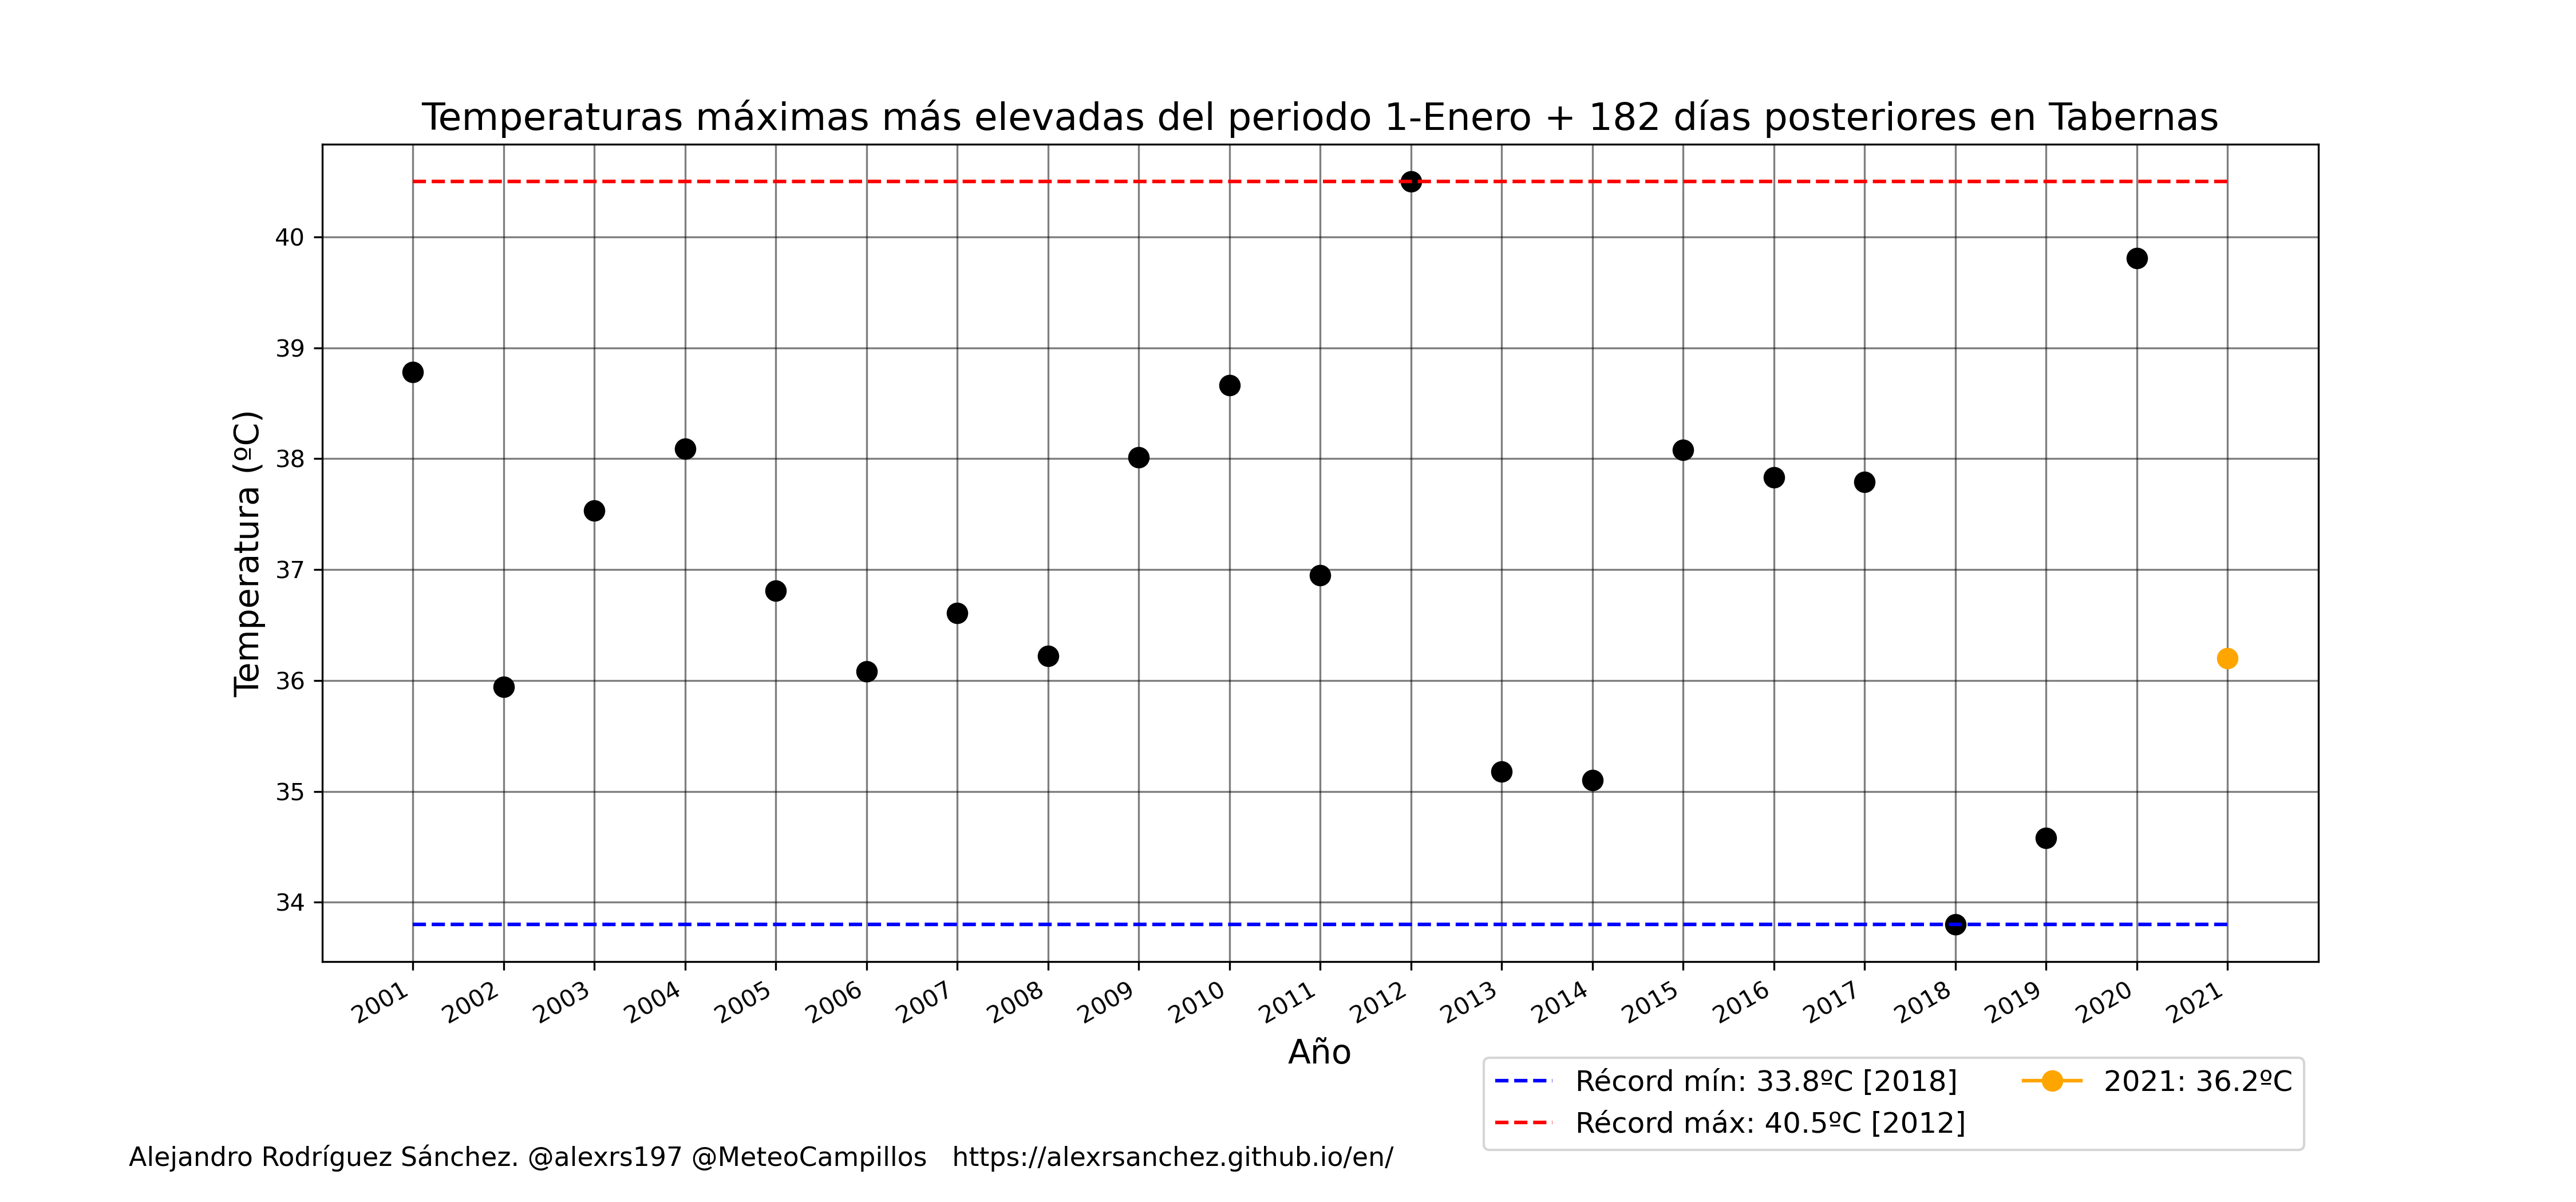 Temperaturas máximas más elevadas del periodo 1-Enero + 182 días posteriores en Tabernas
Temperatura (ºC)
40
39
38
37
36
35
34
2001 2002 2003 2004 2005 2006 2007 2008 2009 2010 2011 2012 2013 2014 2015 2016 2017 2018 2019 2020 2021
Año
Récord mín: 33.8ºC [2018]
Récord máx: 40.5ºC [2012]
2021: 36.2ºC
Alejandro Rodríguez Sánchez. @alexrs197 @MeteoCampillos https://alexrsanchez.github.io/en/